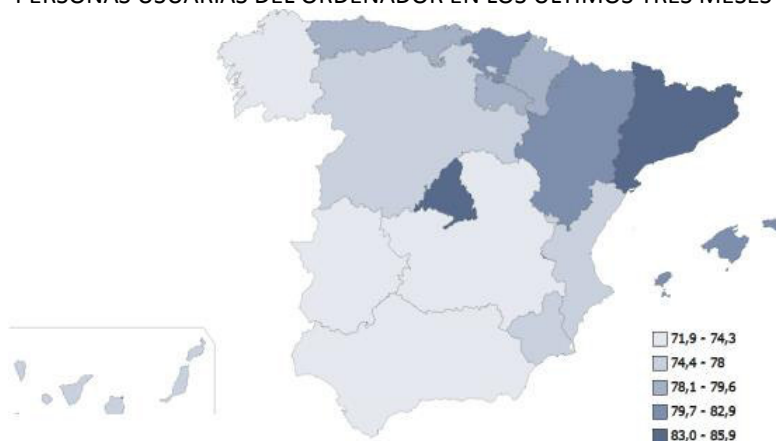 PERSONAS USUARIAS DEL ORDENADOR EN LOS ÚLTIMOS TRES MESES
71,9 - 74,3
74,4 - 78
78,1 - 79,6
79,7 - 82,9
83,0 - 85,9